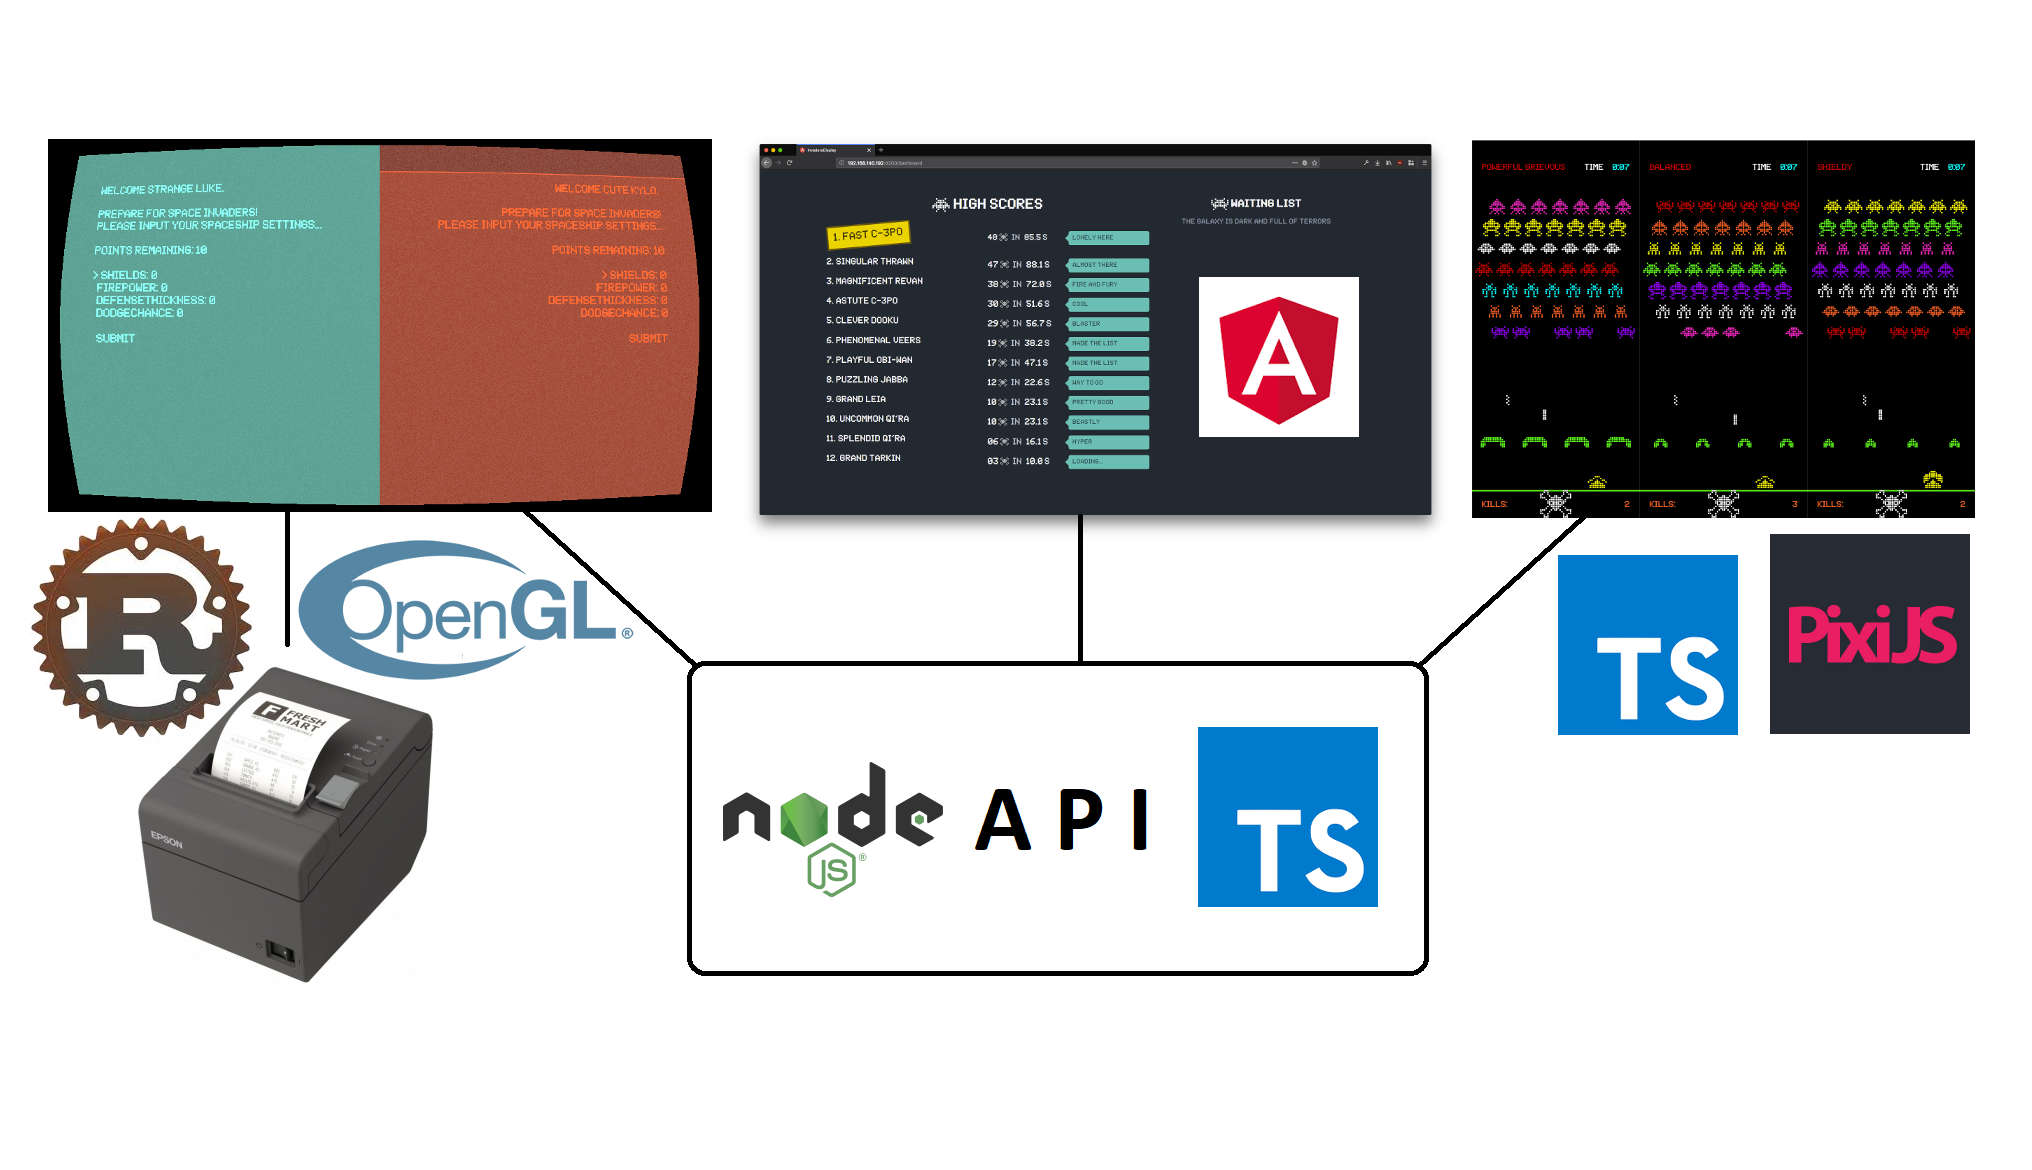 WELCOME STRANGE LUKE.
PREPARE FOR SPACE INVADERS!
PLEASE INPUT YOUR SPACESHIP SETTINGS...
POINTS REMAINING: 10
> SHIELDS: 0
FIREPOWER: 0
DEFENSETHICKNESS: 0
DODGECHANCE: 0
SUBMIT
WELCOME CUTE KYLO.
PREPARE FOR SPACE INVADERS!
PLEASE INPUT YOUR SPACESHIP SETTINGS...
POINTS REMAINING: 10
> SHIELDS: 0
FIREPOWER: 0
DEFENSETHICKNESS: 0
DODGECHANCE: 0
SUBMIT
InvadersDisplay
192.168.140.192:4200/dashboard
HIGH SCORES
1. FAST C-3PO 48 IN 85.5 S LONELY HERE
2. SINGULAR THRAWN 47 IN 88.1 S ALMOST THERE
3. MAGNIFICENT REVAN 38 IN 72.0 S FIRE AND FURY
4. ASTUTE C-3PO 30 IN 51.6 S COOL
5. CLEVER DOOKU 29 IN 56.7 S BLASTER
6. PHENOMENAL VEERS 19 IN 38.2 S MADE THE LIST
7. PLAYFUL OBI-WAN 17 IN 47.1 S MADE THE LIST
8. PUZZLING JABBA 12 IN 22.6 S WAY TO GO
9. GRAND LEIA 10 IN 23.1 S PRETTY GOOD
10. UNCOMMON QI'RA 10 IN 23.1 S BEASTLY
11. SPLENDID QI'RA 06 IN 16.1 S HYPER
12. GRAND TARKIN 03 IN 10.0 S LOADING...
WAITING LIST
THE GALAXY IS DARK AND FULL OF TERRORS
A
POWERFUL GRIEVOUS TIME 0:07
BALANCED TIME 0:07
SHIELDY TIME 0:07
KILLS: 2
KILLS: 3
KILLS: 2
R
OpenGL®
TS
PixiJS
F FRESH MART
EPSON
node
JS®
API
TS